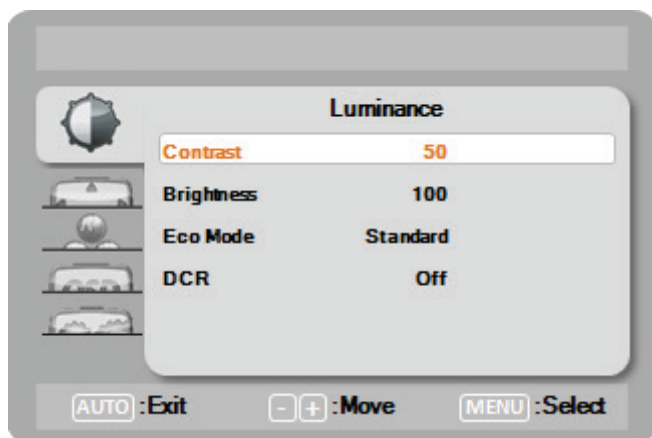 Luminance
Contrast 50
Brightness 100
Eco Mode Standard
DCR Off
AUTO :Exit - + :Move MENU :Select